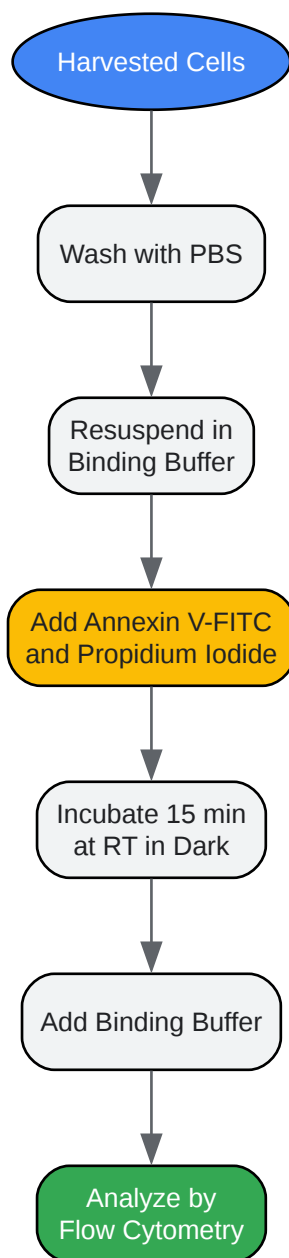 Harvested Cells
Wash with PBS
Resuspend in
Binding Buffer
Add Annexin V-FITC
and Propidium Iodide
Incubate 15 min
at RT in Dark
Add Binding Buffer
Analyze by
Flow Cytometry